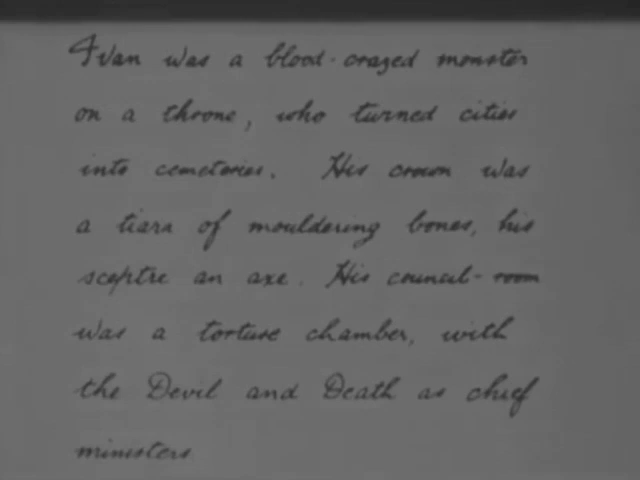 Ivan was a blood-crazed monster
on a throne, who turned cities
into cemeteries. His crown was
a tiara of mouldering bones, his
sceptre an axe. His council-room
was a torture chamber, with
the Devil and Death as chief
ministers